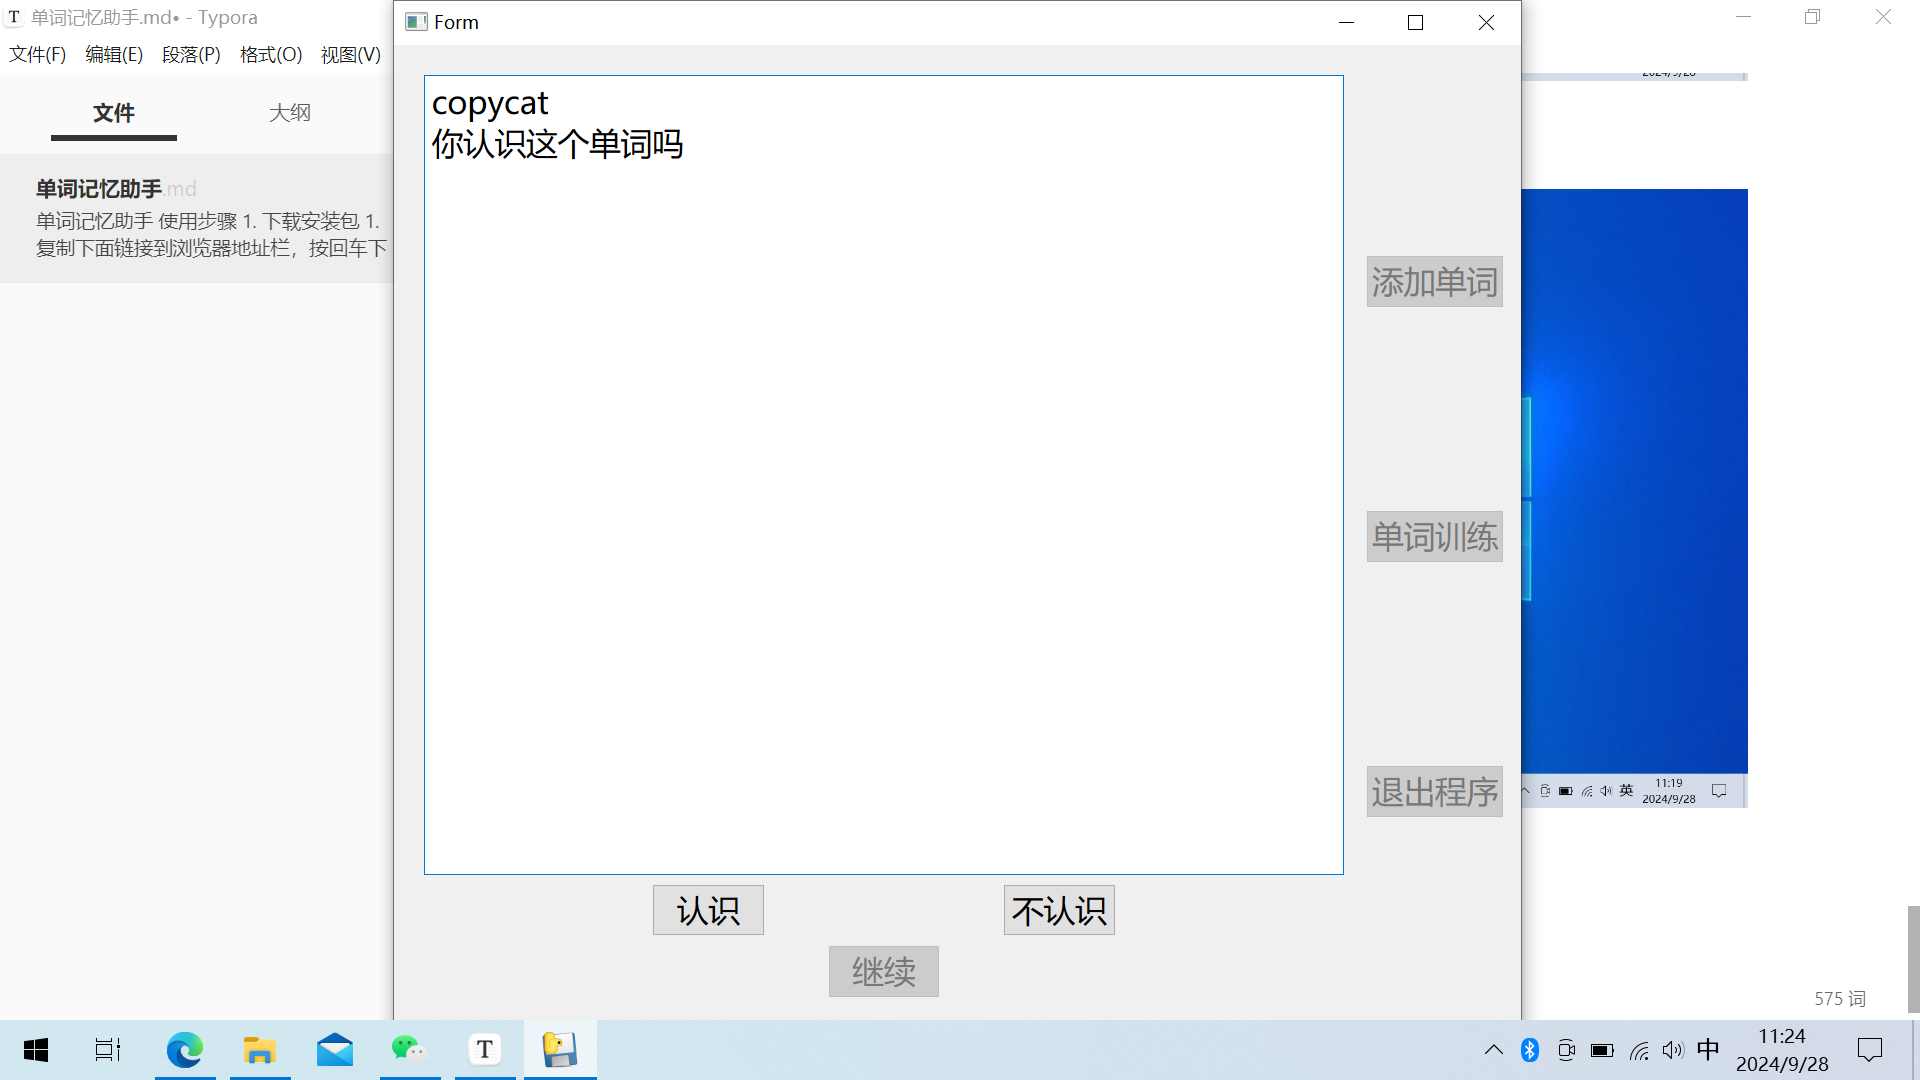 单词记忆助手.md• - Typora
文件(F) 编辑(E) 段落(P) 格式(O) 视图(V)
文件 大纲
单词记忆助手.md
单词记忆助手 使用步骤 1. 下载安装包 1.
复制下面链接到浏览器地址栏，按回车下
Form
copycat
你认识这个单词吗
添加单词
单词训练
退出程序
认识
不认识
继续
2024/9/28
英
11:19
2024/9/28
575 词
中
11:24
2024/9/28